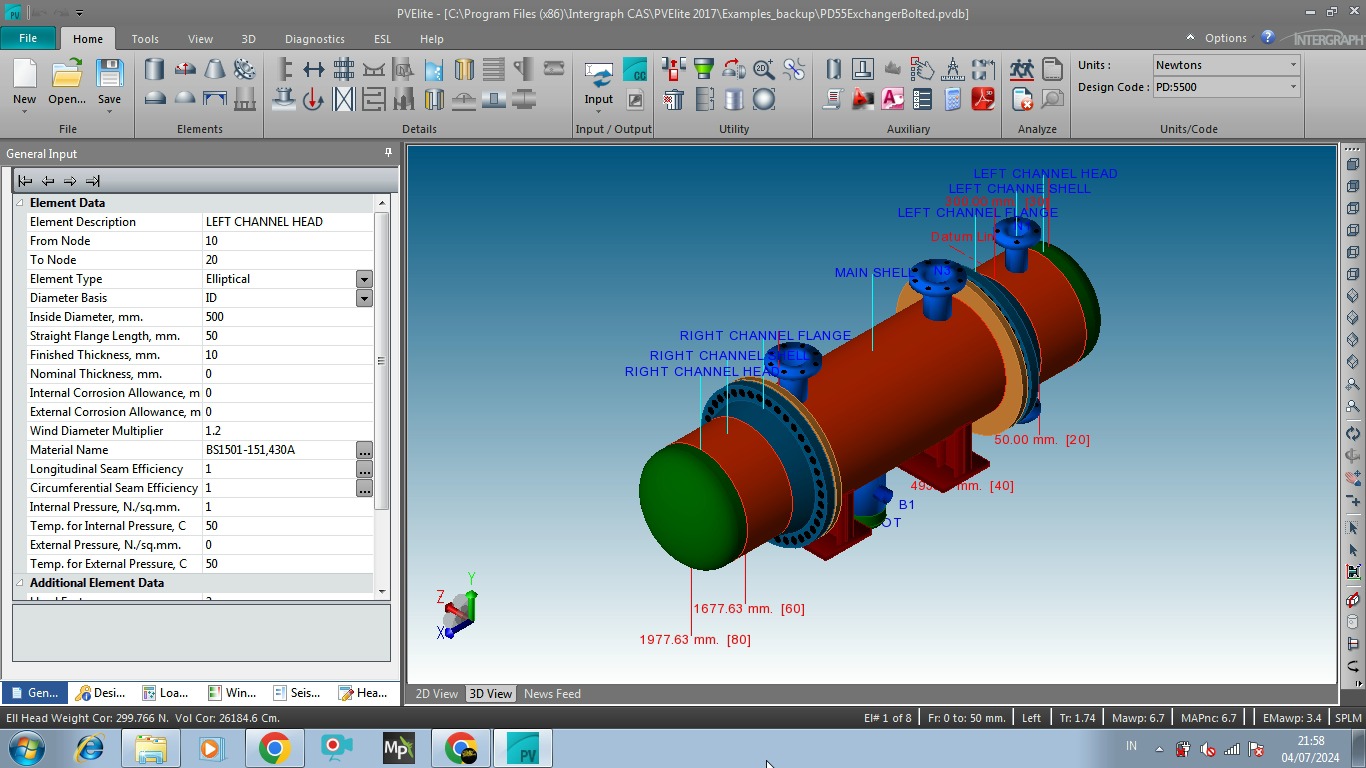 PVElite - [C:\Program Files (x86)\Intergraph CAS\PVElite 2017\Examples_backup\PD55ExchangerBolted.pvdb]
File
Home
Tools
View
3D
Diagnostics
ESL
Help
Options
INTERGRAPH
New
Open...
Save
Input
Units :
Newtons
Design Code :
PD:5500
File
Elements
Details
Input / Output
Utility
Auxiliary
Analyze
Units/Code
General Input
Element Data
Element Description LEFT CHANNEL HEAD
From Node 10
To Node 20
Element Type Elliptical
Diameter Basis ID
Inside Diameter, mm. 500
Straight Flange Length, mm. 50
Finished Thickness, mm. 10
Nominal Thickness, mm. 0
Internal Corrosion Allowance, m 0
External Corrosion Allowance, m 0
Wind Diameter Multiplier 1.2
Material Name BS1501-151,430A
Longitudinal Seam Efficiency 1
Circumferential Seam Efficiency 1
Internal Pressure, N./sq.mm. 1
Temp. for Internal Pressure, C 50
External Pressure, N./sq.mm. 0
Temp. for External Pressure, C 50
Additional Element Data
LEFT CHANNEL HEAD
LEFT CHANNE SHELL
LEFT CHANNEL FLANGE
Datum Lin
MAIN SHELL
N3
RIGHT CHANNEL FLANGE
RIGHT CHANNEL SHELL
RIGHT CHANNEL HEAD
50.00 mm. [20]
mm. [40]
B1
OT
1677.63 mm. [60]
1977.63 mm. [80]
Y
Z
X
Gen...
Desi...
Loa...
Win...
Seis...
Hea...
2D View
3D View
News Feed
Ell Head Weight Cor: 299.766 N. Vol Cor: 26184.6 Cm.
El# 1 of 8
Fr: 0 to: 50 mm.
Left
Tr: 1.74
Mawp: 6.7
MAPnc: 6.7
EMawp: 3.4
SPLM
IN
21:58
04/07/2024